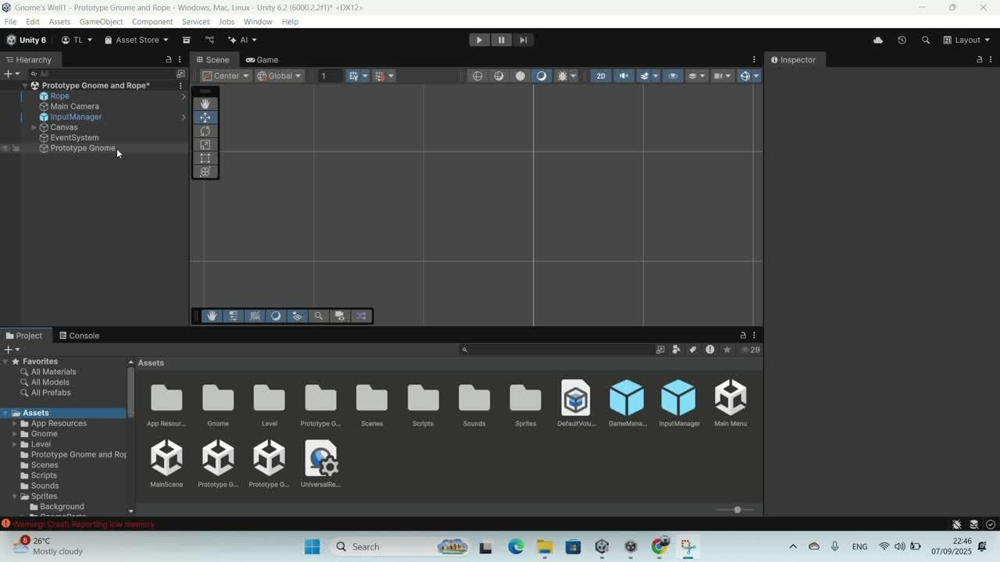 Gnome's Well1 - Prototype Gnome and Rope - Windows, Mac, Linux - Unity 6.2 (6000.2.2f1)* <DX12>
File Edit Assets GameObject Component Services Jobs Window Help
Unity 6 TL Asset Store AI Layout
Hierarchy Scene Game Inspector
All Center Global 1 2D
Prototype Gnome and Rope*
Rope
Main Camera
InputManager
Canvas
EventSystem
Prototype Gnome
Project Console
29
Favorites Assets
All Materials
All Models
All Prefabs
Assets
App Resources
Gnome
Level
Prototype Gnome and Rop
Scenes
Scripts
Sounds
Sprites
Background
App Resour... Gnome Level Prototype G... Scenes Scripts Sounds Sprites DefaultVolu... GameMana... InputManager Main Menu
MainScene Prototype G... Prototype G... UniversalRe...
Warning: Crash Reporting low memory
8 26°C
Mostly cloudy
Search
ENG
22:46
07/09/2025